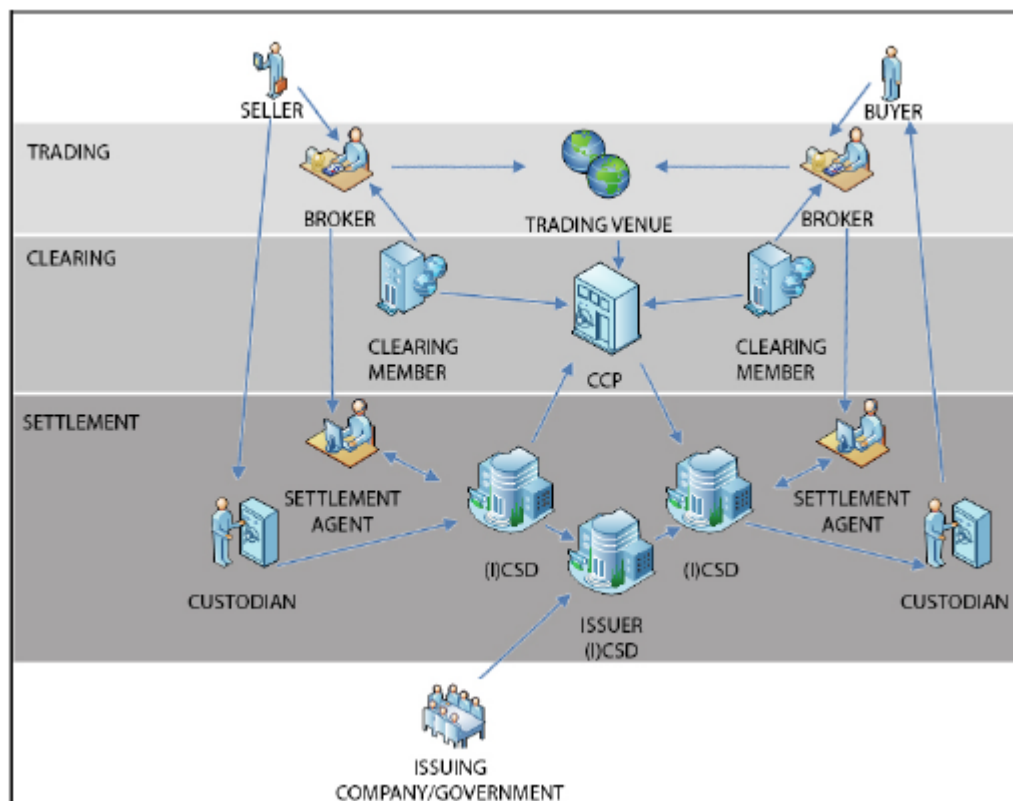 SELLER
BUYER
TRADING
BROKER
TRADING VENUE
BROKER
CLEARING
CLEARING
MEMBER
CCP
CLEARING
MEMBER
SETTLEMENT
SETTLEMENT
AGENT
SETTLEMENT
AGENT
(I)CSD
(I)CSD
CUSTODIAN
CUSTODIAN
ISSUER
(I)CSD
ISSUING
COMPANY/GOVERNMENT